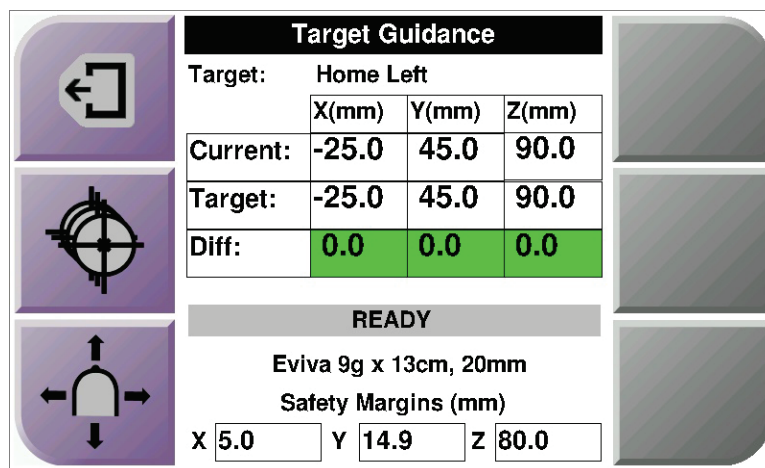 Target Guidance
Target: Home Left
X(mm) Y(mm) Z(mm)
Current: -25.0 45.0 90.0
Target: -25.0 45.0 90.0
Diff: 0.0 0.0 0.0
READY
Eviva 9g x 13cm, 20mm
Safety Margins (mm)
X 5.0 Y 14.9 Z 80.0